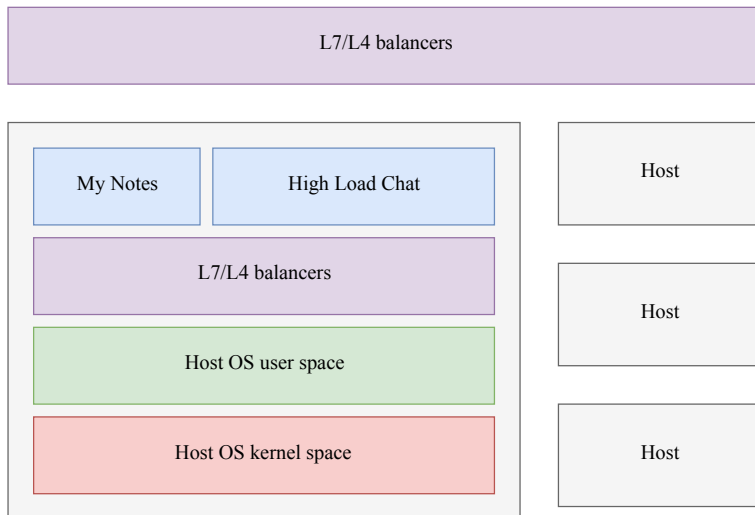 L7/L4 balancers
My Notes
High Load Chat
L7/L4 balancers
Host OS user space
Host OS kernel space
Host
Host
Host